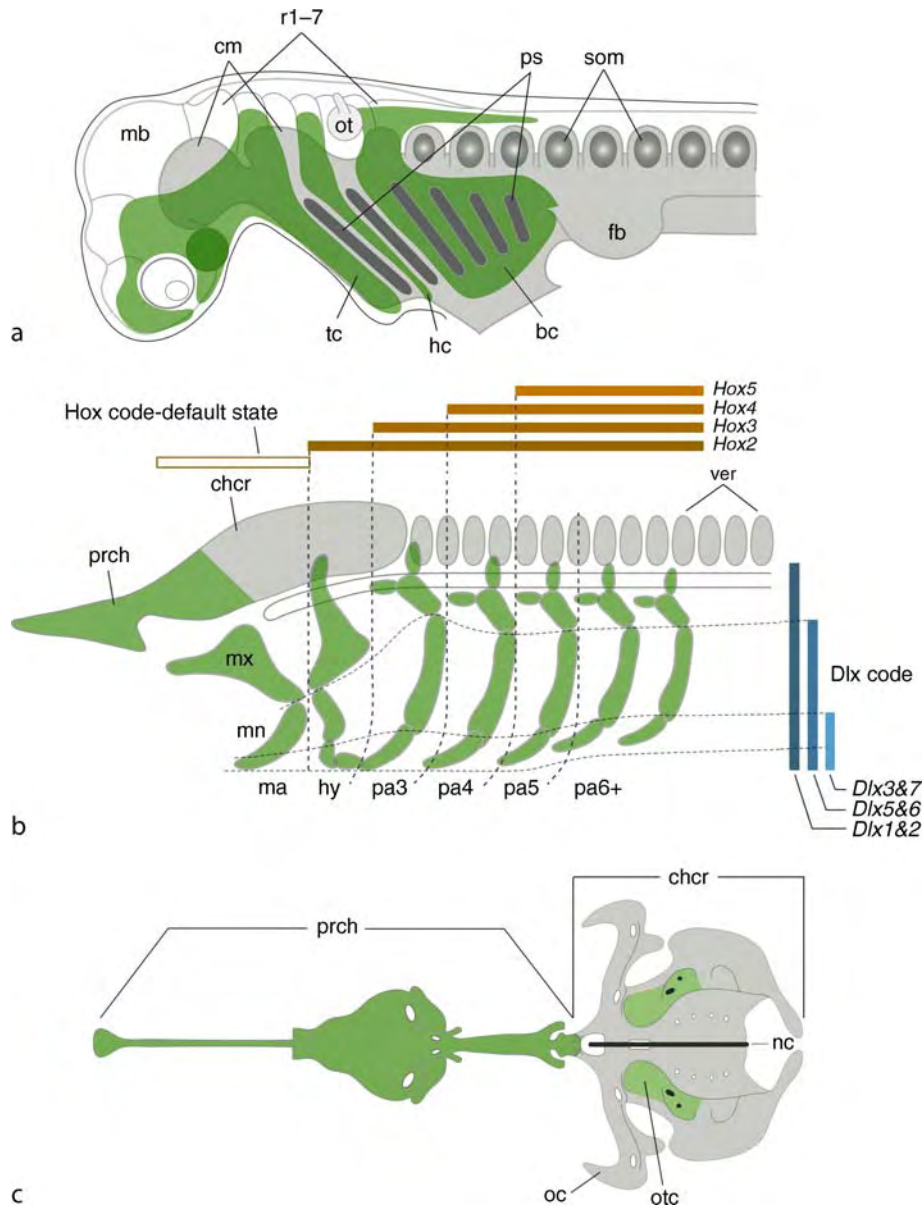 r1–7
cm
ps
som
mb
ot
fb
tc
hc
bc
a
Hox5
Hox4
Hox3
Hox2
Hox code-default state
chcr
ver
prch
mx
Dlx code
mn
ma hy pa3 pa4 pa5 pa6+
Dlx3&7
Dlx5&6
Dlx1&2
b
chcr
prch
nc
oc
otc
c